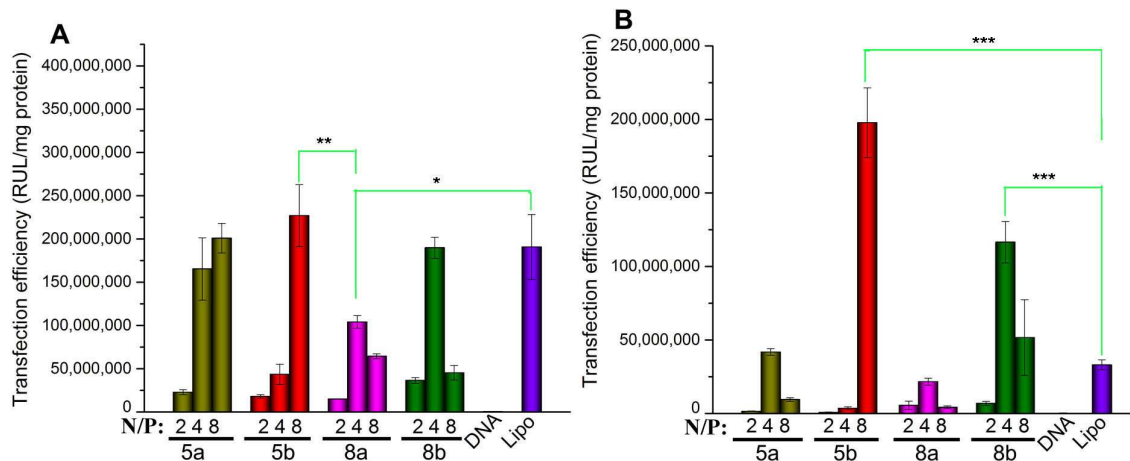 A
Transfection efficiency (RUL/mg protein)
400,000,000
350,000,000
300,000,000
250,000,000
200,000,000
150,000,000
100,000,000
50,000,000
0
**
*
N/P: 2 4 8 2 4 8 2 4 8 2 4 8 DNA Lipo
5a 5b 8a 8b
B
Transfection efficiency (RUL/mg protein)
250,000,000
200,000,000
150,000,000
100,000,000
50,000,000
0
***
***
N/P: 2 4 8 2 4 8 2 4 8 2 4 8 DNA Lipo
5a 5b 8a 8b